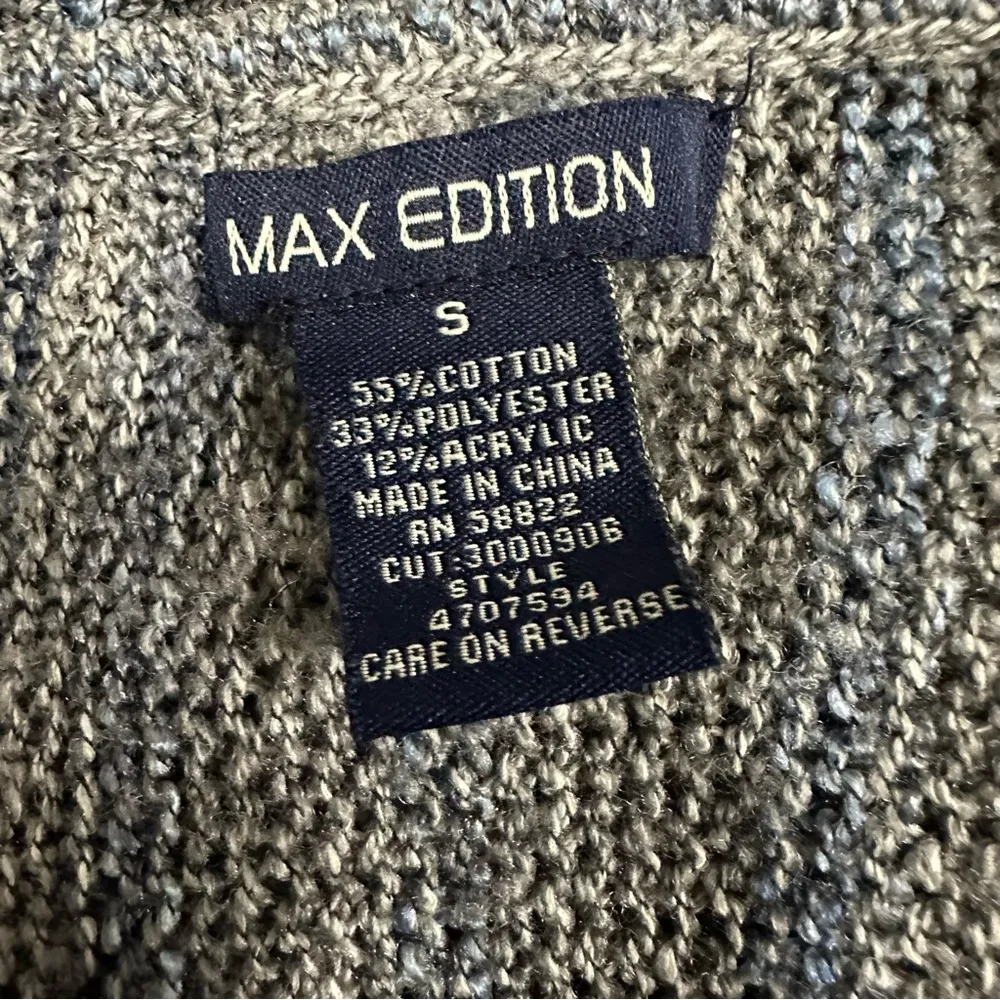 MAX EDITION
S
55%COTTON
33%POLYESTER
12%ACRYLIC
MADE IN CHINA
RN 58822
CUT:3000906
STYLE
4707594
CARE ON REVERSE